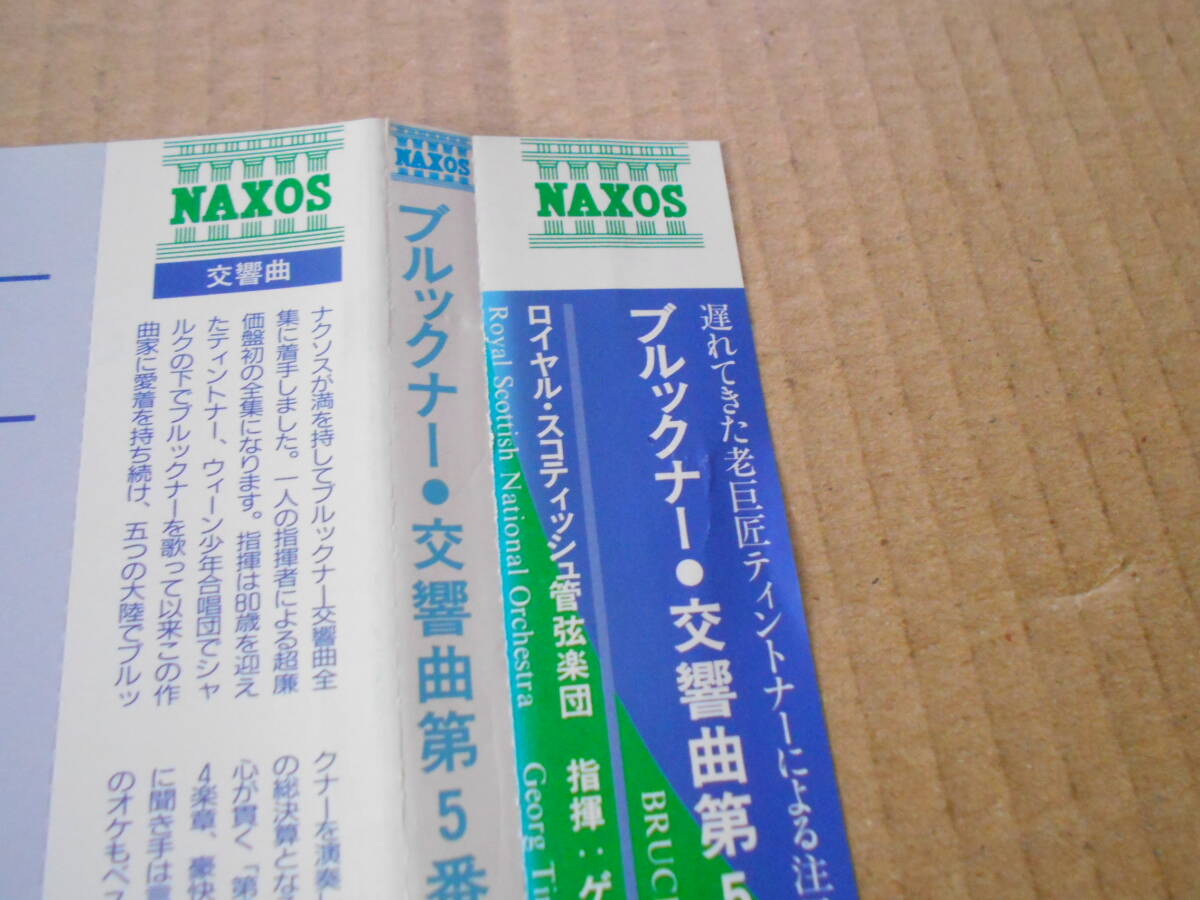 NAXOS
交響曲
ナクソスが満を持してブルックナー交響曲全
集に着手しました。一人の指揮者による超廉
価盤初の全集になります。指揮は80歳を迎え
たティントナー、ウィーン少年合唱団でシャ
ルクの下でブルックナーを歌って以来この作
曲家に愛着を持ち続け、五つの大陸でブルッ
クナーを演奏し
の総決算となる
心が貫く「第
4楽章、豪快
に聞き手は言
のオケもベス
NAXOS
ブルックナー●交響曲第5番
NAXOS
遅れてきた老巨匠ティントナーによる注
ブルックナー●交響曲第5
BRUC
ロイヤル・スコティッシュ管弦楽団 指揮:ゲ
Royal Scottish National Orchestra Georg Ti